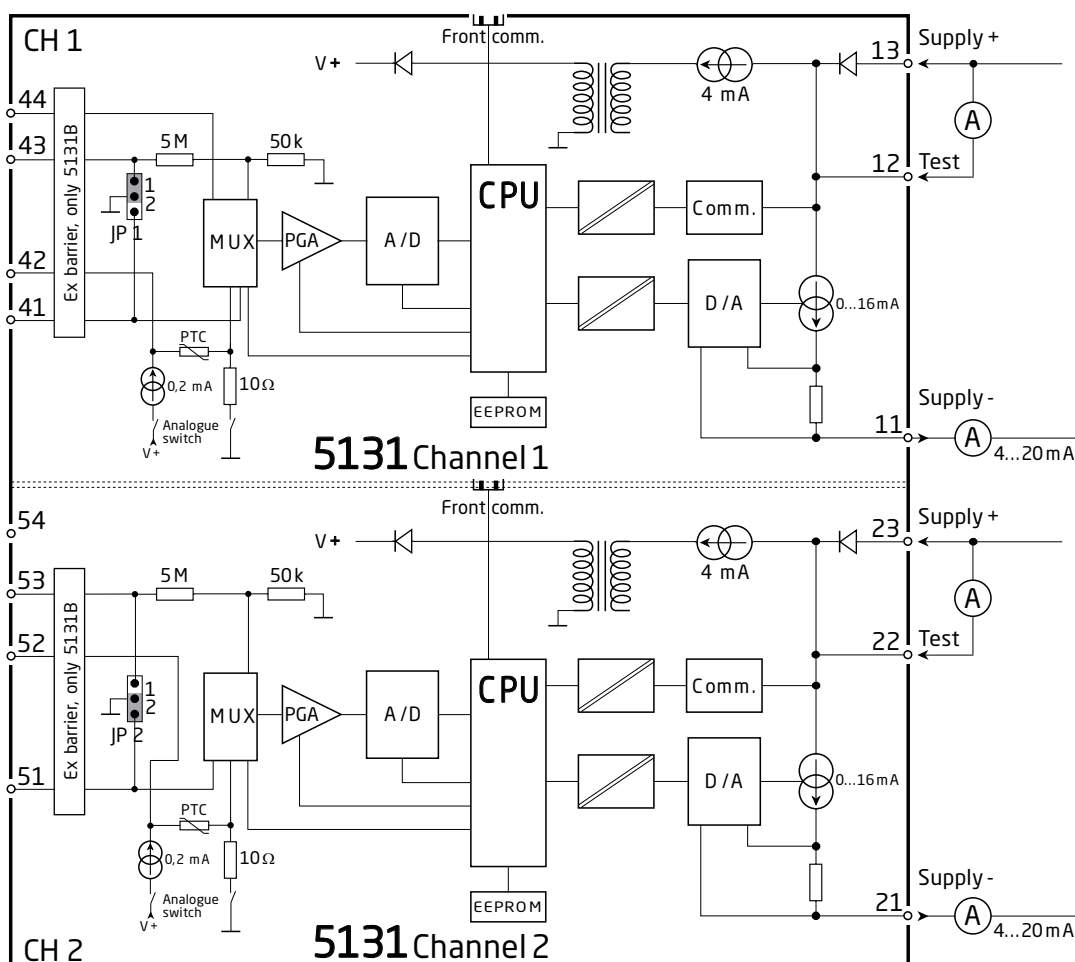 CH 1
Front comm.
V+
4 mA
13
Supply +
A
44
43
Ex barrier, only 5131B
5M
50k
12
Test
1
2
JP 1
CPU
Comm.
MUX
PGA
A/D
42
41
D/A
0...16mA
PTC
0,2 mA
10Ω
Analogue
switch
V+
EEPROM
Supply -
11
A
4...20mA
5131 Channel 1
54
Front comm.
V+
4 mA
23
Supply +
A
53
52
Ex barrier, only 5131B
5M
50k
22
Test
1
2
JP 2
CPU
Comm.
MUX
PGA
A/D
51
D/A
0...16mA
PTC
0,2 mA
10Ω
Analogue
switch
V+
EEPROM
Supply -
21
A
4...20mA
CH 2
5131 Channel 2